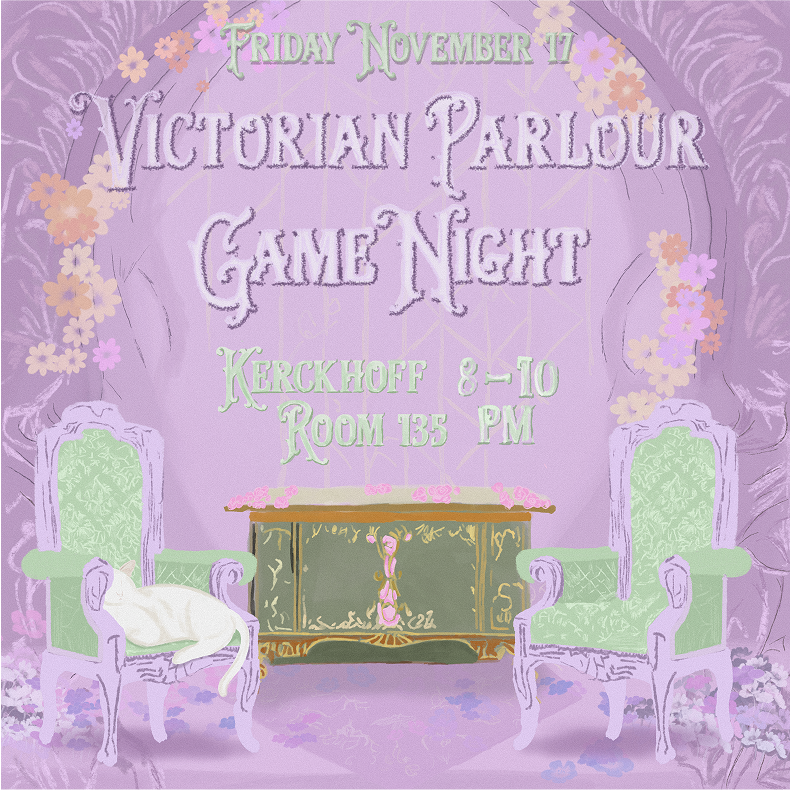 Friday November 17
Victorian Parlour
Game Night
Kerckhoff 8-10
Room 135 PM